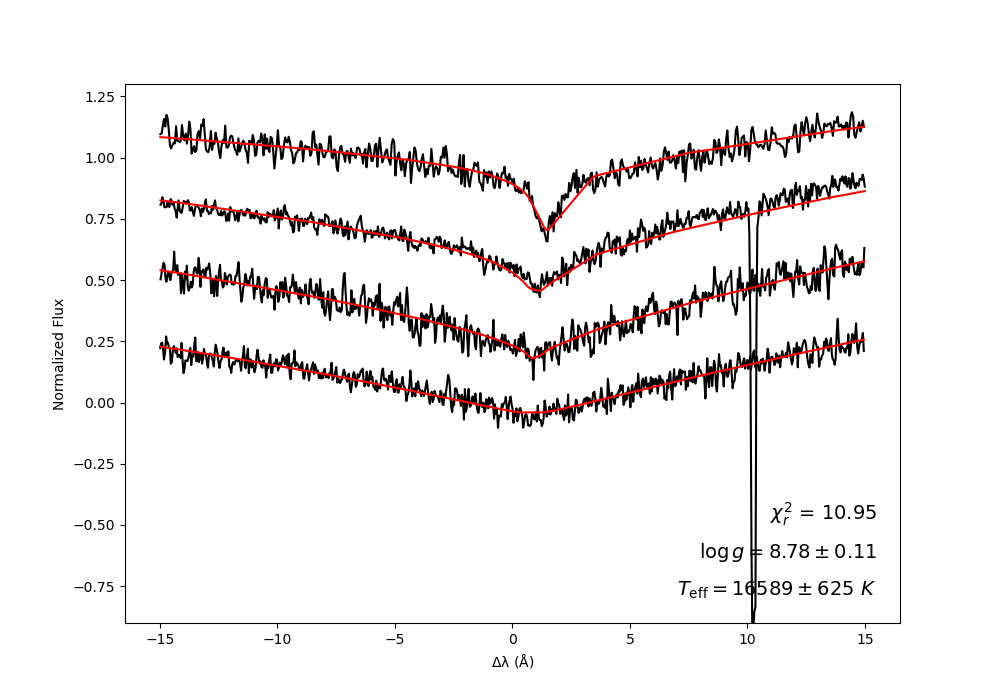 1.25
1.00
0.75
0.50
0.25
0.00
−0.25
−0.50
−0.75
Normalized Flux
χ²ᵣ = 10.95
log g = 8.78 ± 0.11
T_eff = 16589 ± 625 K
−15 −10 −5 0 5 10 15
Δλ (Å)